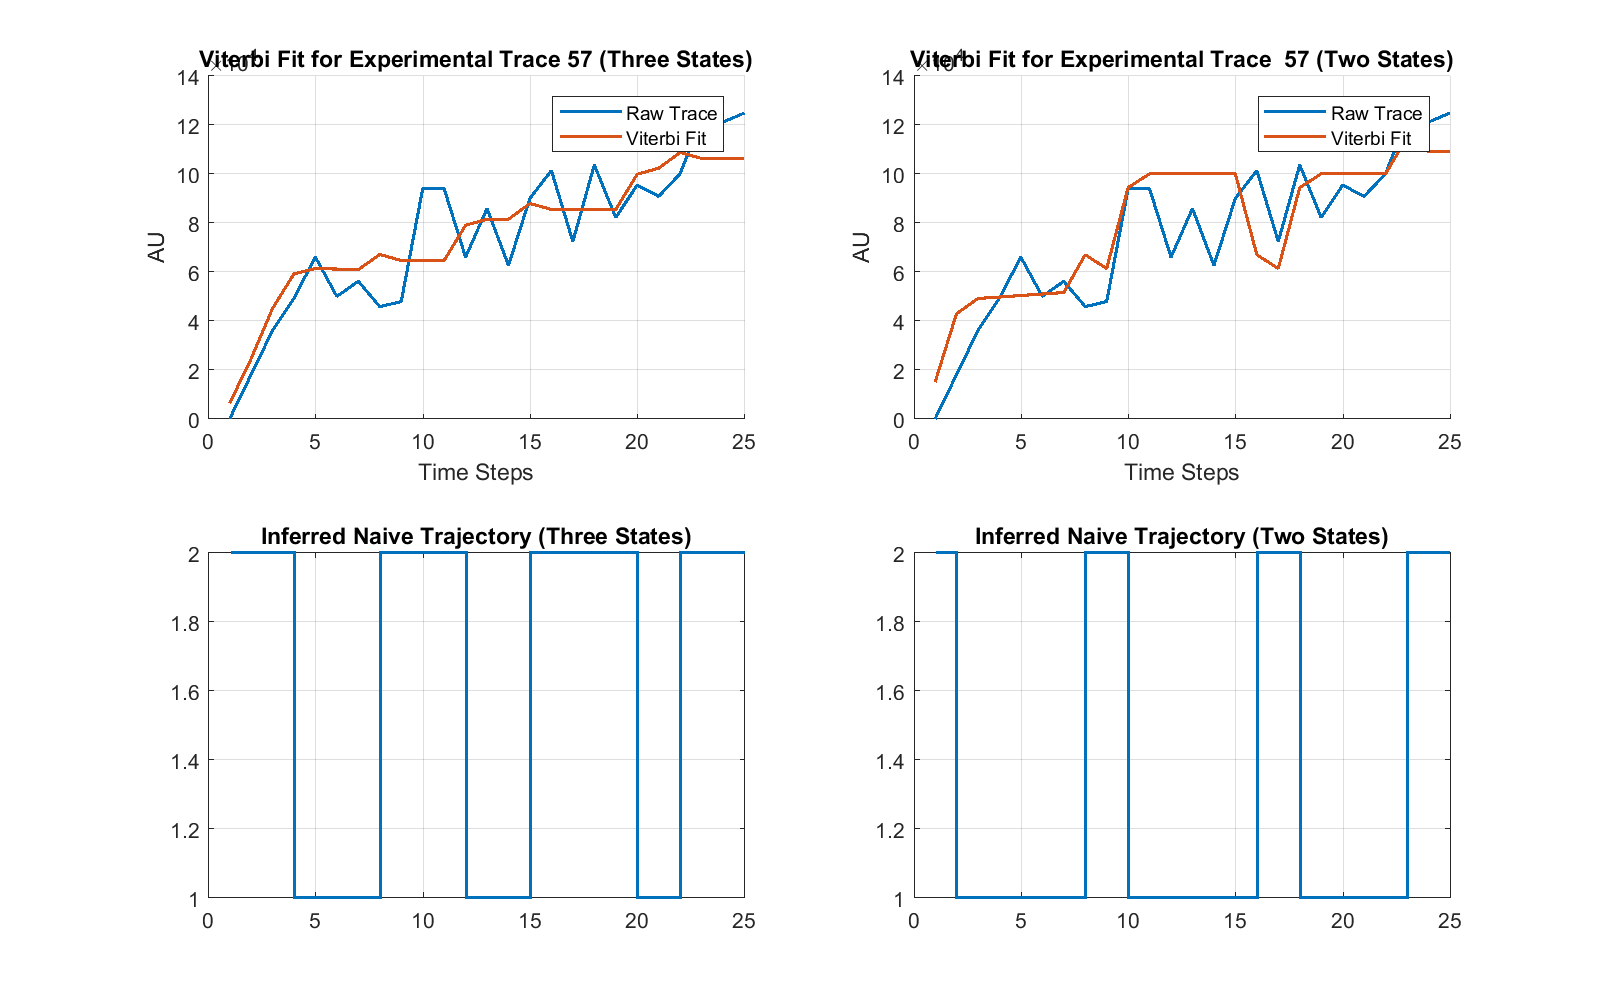 Viterbi Fit for Experimental Trace 57 (Three States)
14
12
10
8
6
4
2
0
AU
Raw Trace
Viterbi Fit
0 5 10 15 20 25
Time Steps
Viterbi Fit for Experimental Trace 57 (Two States)
14
12
10
8
6
4
2
0
AU
Raw Trace
Viterbi Fit
0 5 10 15 20 25
Time Steps
Inferred Naive Trajectory (Three States)
2
1.8
1.6
1.4
1.2
1
0 5 10 15 20 25
Inferred Naive Trajectory (Two States)
2
1.8
1.6
1.4
1.2
1
0 5 10 15 20 25